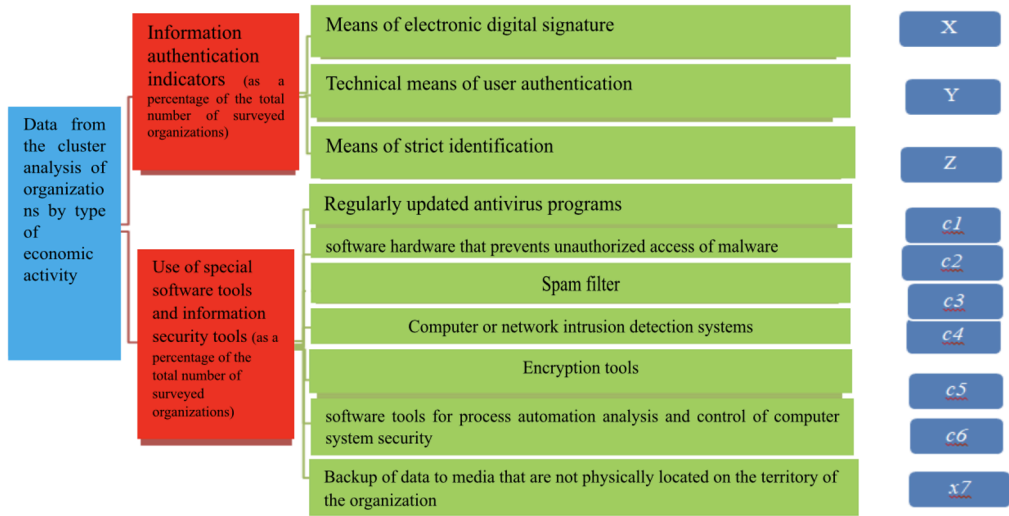 Data from
the cluster
analysis of
organizatio
ns by type
of
economic
activity
Information
authentication
indicators (as a
percentage of the total
number of surveyed
organizations)
Use of special
software tools
and information
security tools (as a
percentage of the
total number of
surveyed
organizations)
Means of electronic digital signature
X
Technical means of user authentication
Y
Means of strict identification
Z
Regularly updated antivirus programs
c1
software hardware that prevents unauthorized access of malware
c2
Spam filter
c3
Computer or network intrusion detection systems
c4
Encryption tools
c5
software tools for process automation analysis and control of computer
system security
c6
Backup of data to media that are not physically located on the territory of
the organization
x7